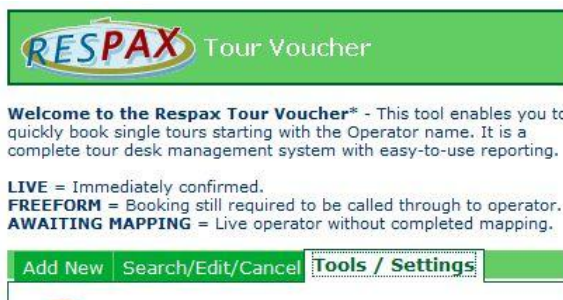 RESPAX Tour Voucher
Welcome to the Respax Tour Voucher* - This tool enables you to
quickly book single tours starting with the Operator name. It is a
complete tour desk management system with easy-to-use reporting.
LIVE = Immediately confirmed.
FREEFORM = Booking still required to be called through to operator.
AWAITING MAPPING = Live operator without completed mapping.
Add New Search/Edit/Cancel Tools / Settings